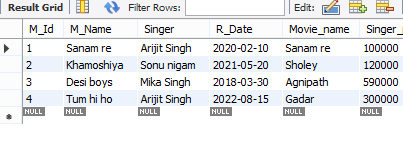 Result Grid Filter Rows: Edit:
M_Id M_Name Singer R_Date Movie_name Singer_
1 Sanam re Arijit Singh 2020-02-10 Sanam re 100000
2 Khamoshiya Sonu nigam 2021-05-20 Sholey 120000
3 Desi boys Mika Singh 2018-03-30 Agnipath 590000
4 Tum hi ho Arijit Singh 2022-08-15 Gadar 300000
NULL NULL NULL NULL NULL NULL